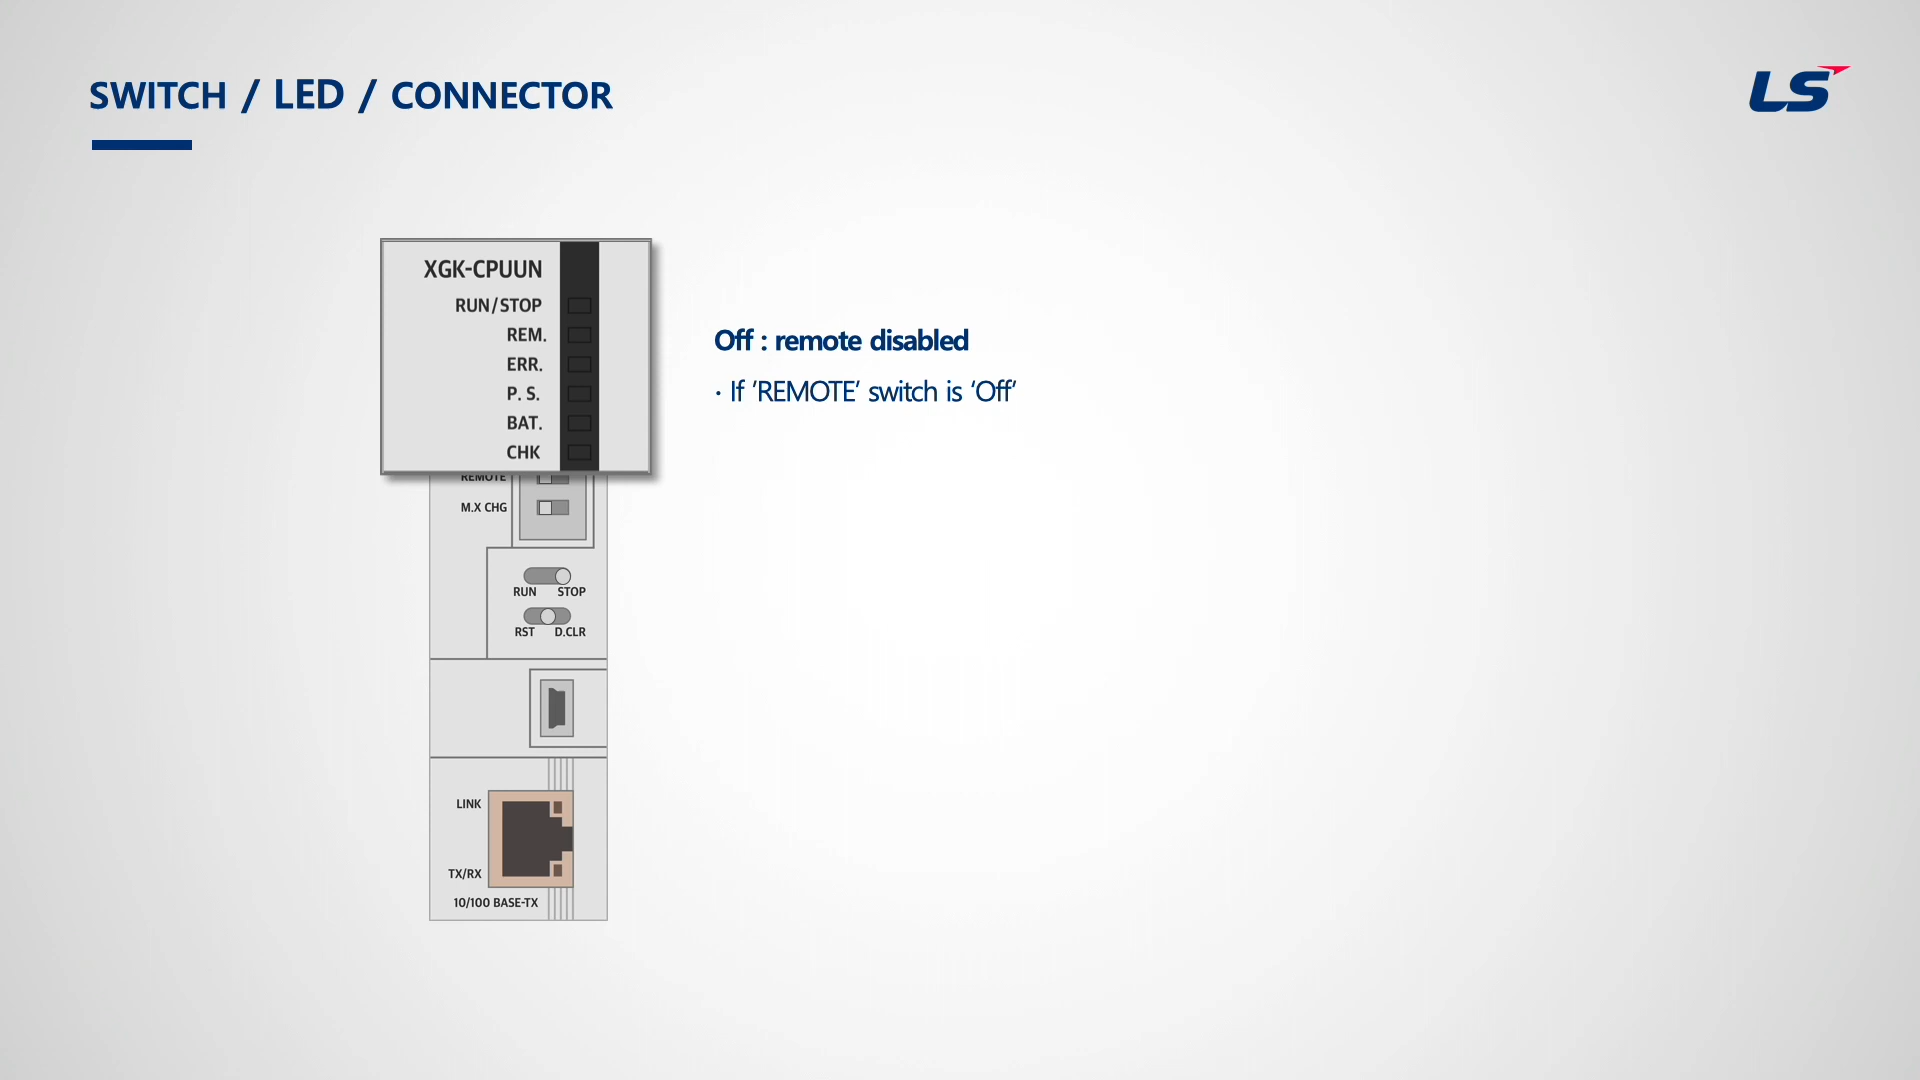 SWITCH / LED / CONNECTOR
LS
XGK-CPUUN
RUN/STOP
REM.
ERR.
P. S.
BAT.
CHK
Off : remote disabled
· If ‘REMOTE’ switch is ‘Off’
REMOTE
M.X CHG
RUN STOP
RST D.CLR
LINK
TX/RX
10/100 BASE-TX